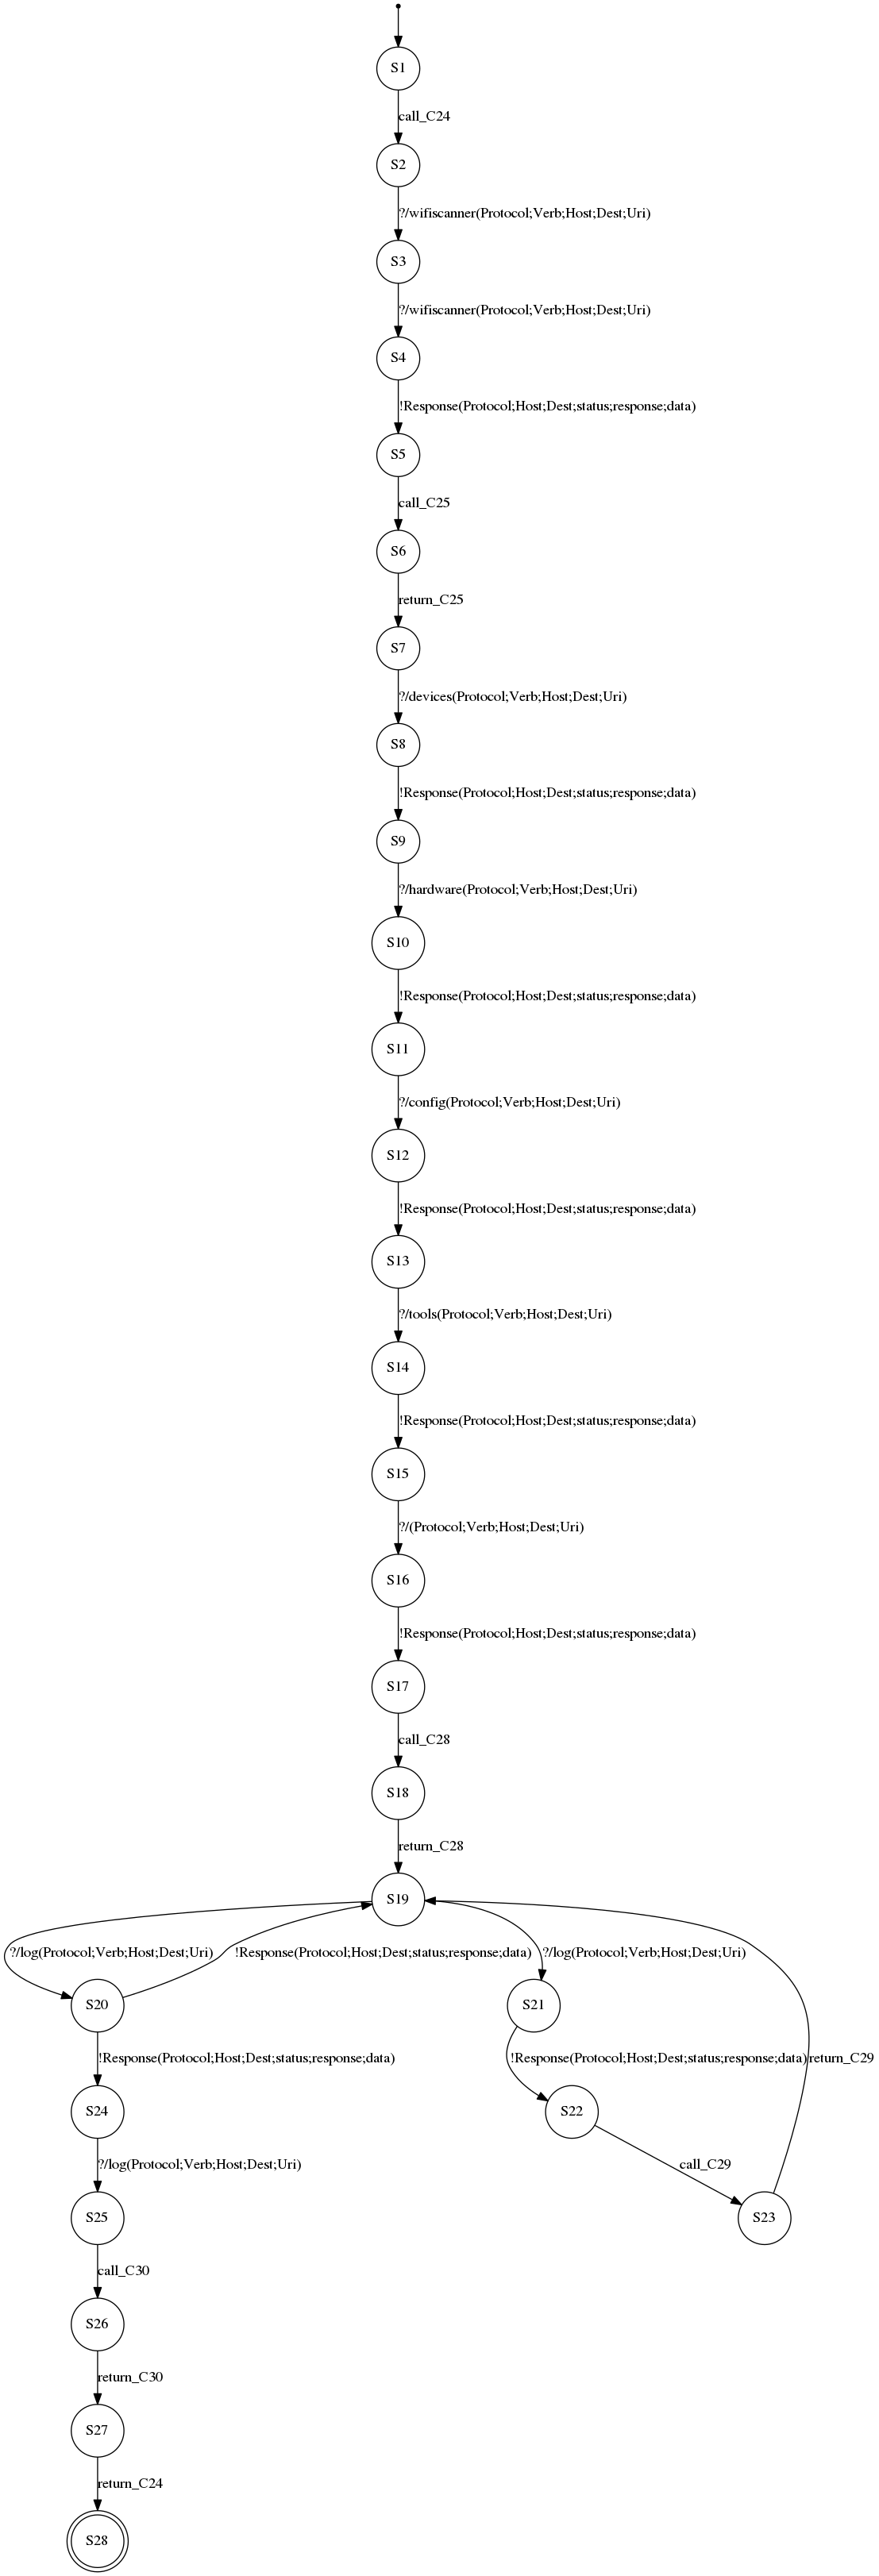 S1
call_C24
S2
?/wifiscanner(Protocol;Verb;Host;Dest;Uri)
S3
?/wifiscanner(Protocol;Verb;Host;Dest;Uri)
S4
!Response(Protocol;Host;Dest;status;response;data)
S5
call_C25
S6
return_C25
S7
?/devices(Protocol;Verb;Host;Dest;Uri)
S8
!Response(Protocol;Host;Dest;status;response;data)
S9
?/hardware(Protocol;Verb;Host;Dest;Uri)
S10
!Response(Protocol;Host;Dest;status;response;data)
S11
?/config(Protocol;Verb;Host;Dest;Uri)
S12
!Response(Protocol;Host;Dest;status;response;data)
S13
?/tools(Protocol;Verb;Host;Dest;Uri)
S14
!Response(Protocol;Host;Dest;status;response;data)
S15
?/(Protocol;Verb;Host;Dest;Uri)
S16
!Response(Protocol;Host;Dest;status;response;data)
S17
call_C28
S18
return_C28
S19
?/log(Protocol;Verb;Host;Dest;Uri)
!Response(Protocol;Host;Dest;status;response;data)
?/log(Protocol;Verb;Host;Dest;Uri)
S20
S21
!Response(Protocol;Host;Dest;status;response;data)
!Response(Protocol;Host;Dest;status;response;data)
return_C29
S24
S22
?/log(Protocol;Verb;Host;Dest;Uri)
call_C29
S25
S23
call_C30
S26
return_C30
S27
return_C24
S28